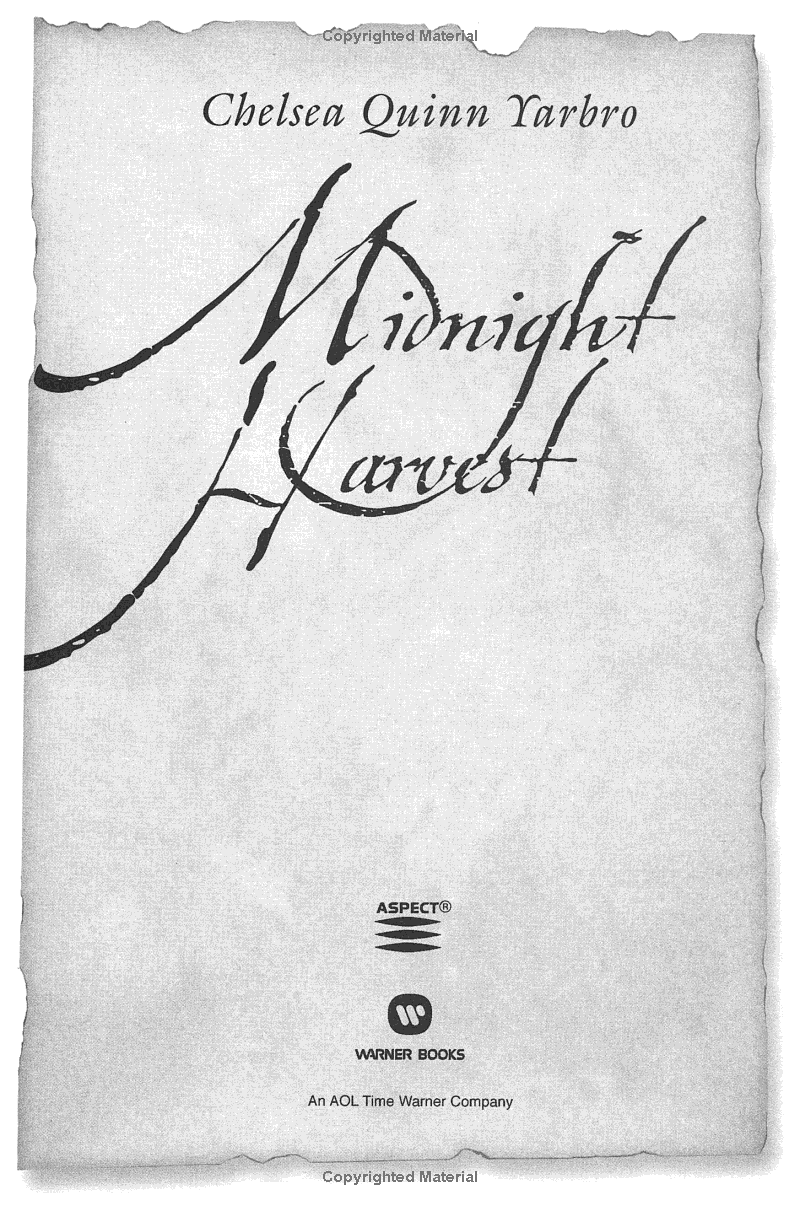 Copyrighted Material
Chelsea Quinn Yarbro
Midnight
Harvest
ASPECT®
WARNER BOOKS
An AOL Time Warner Company
Copyrighted Material